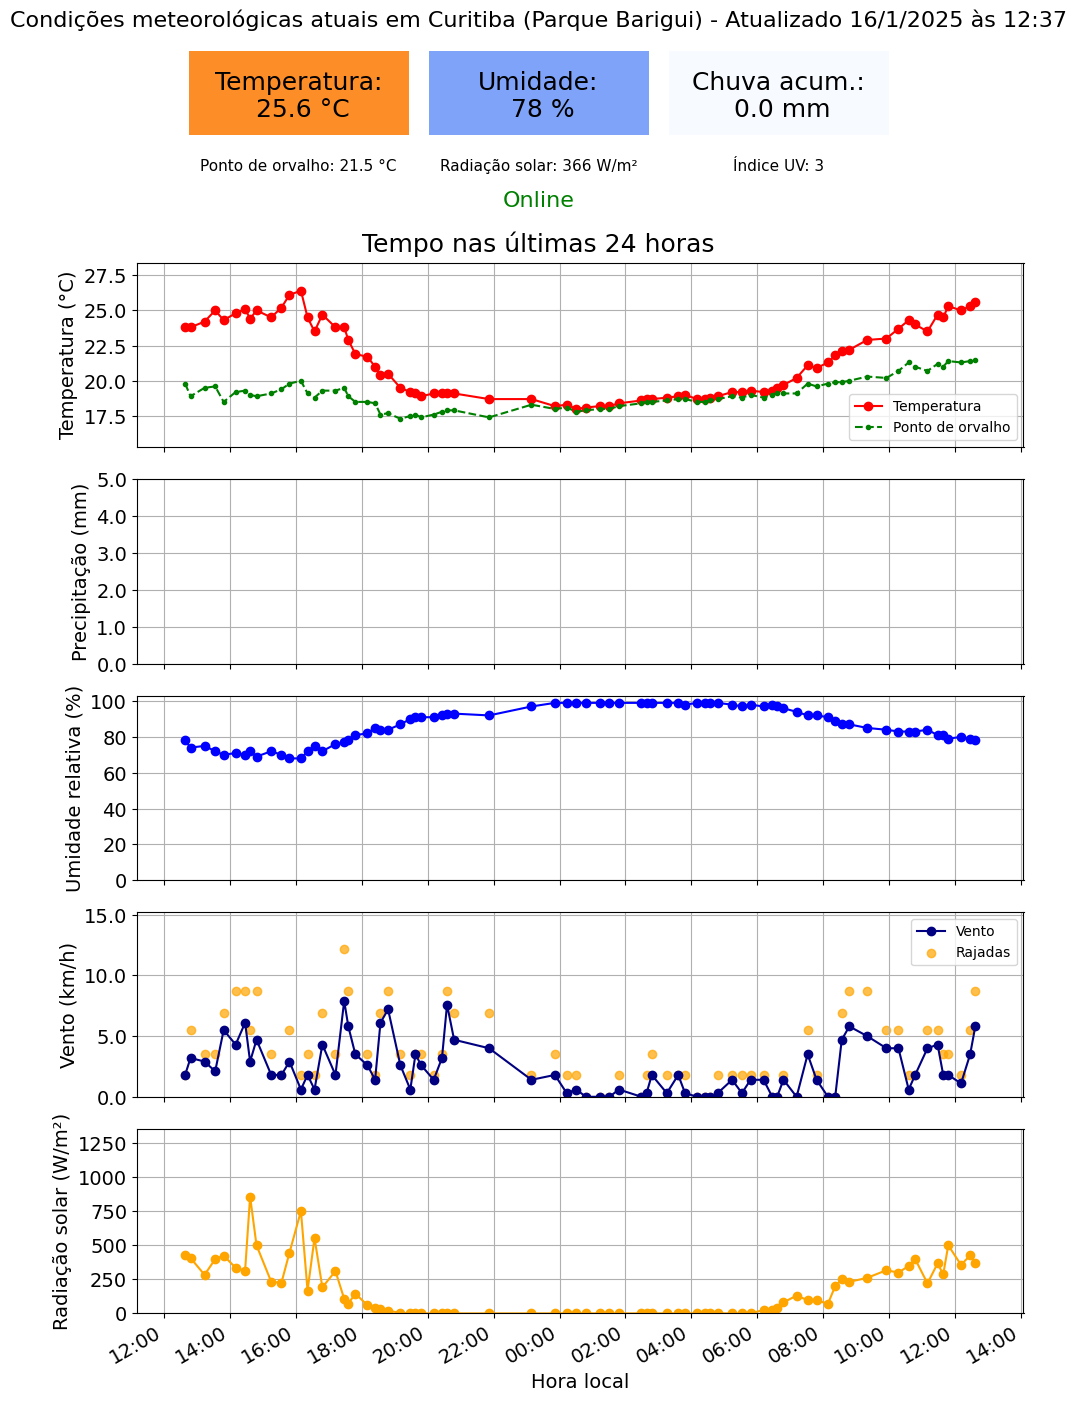 Condições meteorológicas atuais em Curitiba (Parque Barigui) - Atualizado 16/1/2025 às 12:37
Temperatura:
25.6 °C
Umidade:
78 %
Chuva acum.:
0.0 mm
Ponto de orvalho: 21.5 °C
Radiação solar: 366 W/m²
Índice UV: 3
Online
Tempo nas últimas 24 horas
Temperatura (°C)
27.5
25.0
22.5
20.0
17.5
Temperatura
Ponto de orvalho
Precipitação (mm)
5.0
4.0
3.0
2.0
1.0
0.0
Umidade relativa (%)
100
80
60
40
20
0
Vento (km/h)
15.0
10.0
5.0
0.0
Vento
Rajadas
Radiação solar (W/m²)
1250
1000
750
500
250
0
12:00
14:00
16:00
18:00
20:00
22:00
00:00
02:00
04:00
06:00
08:00
10:00
12:00
14:00
Hora local